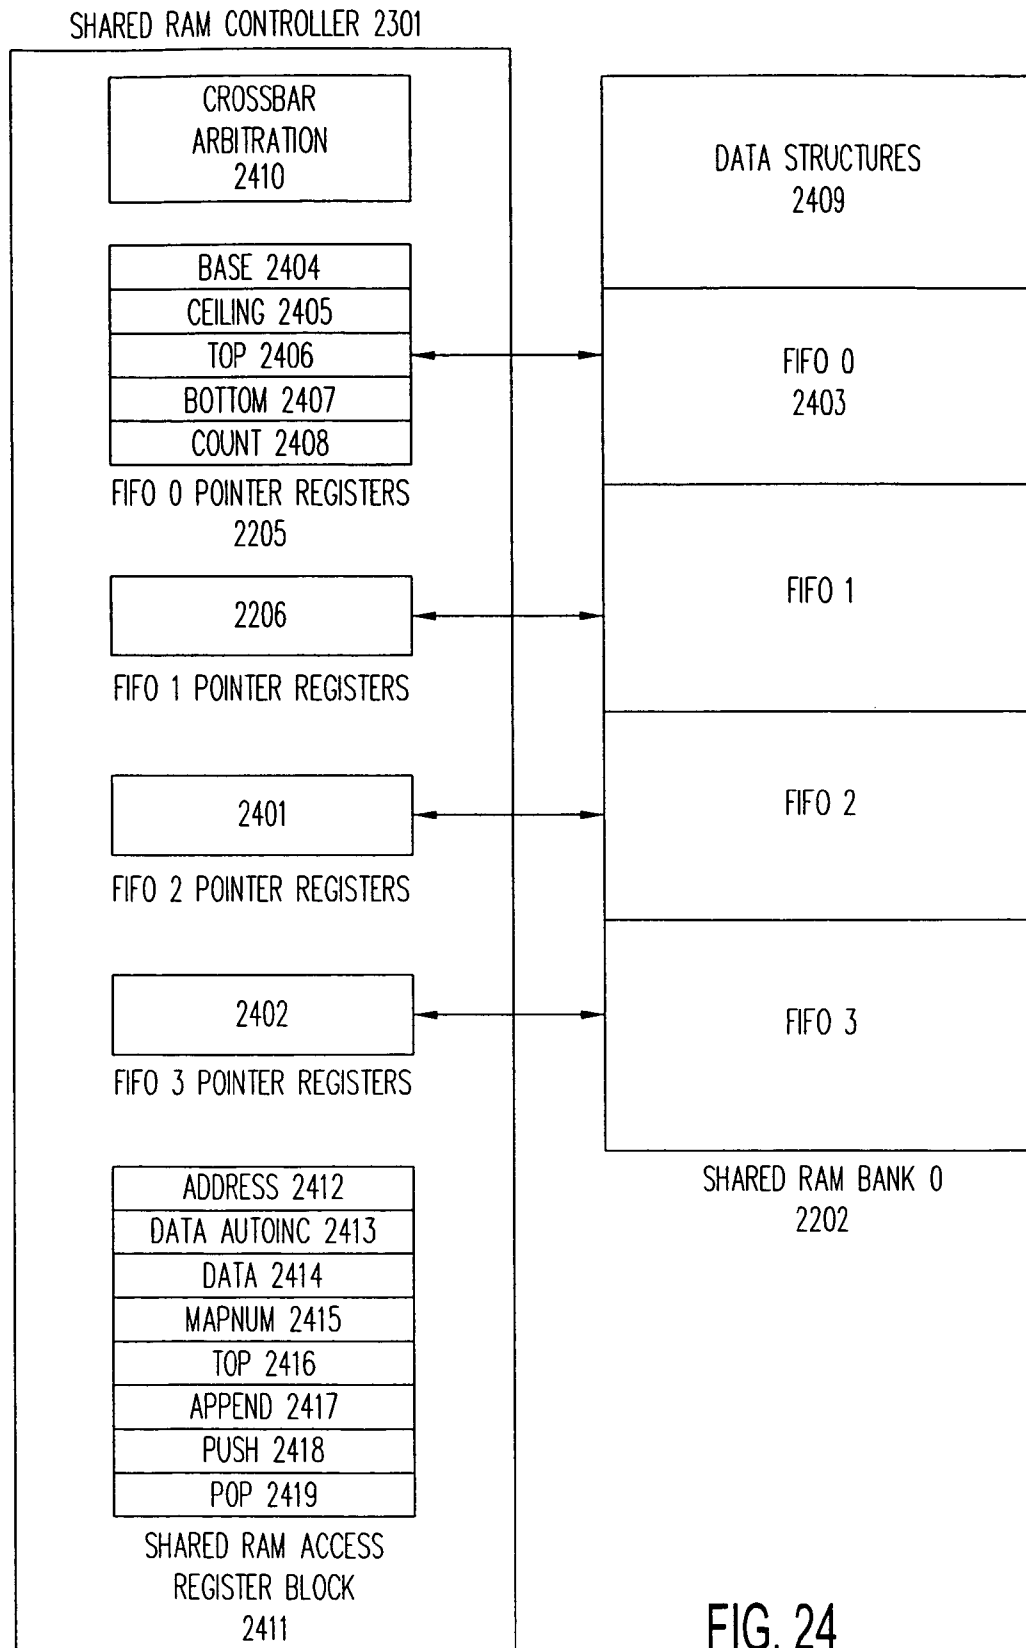 SHARED RAM CONTROLLER 2301
CROSSBAR
ARBITRATION
2410
BASE 2404
CEILING 2405
TOP 2406
BOTTOM 2407
COUNT 2408
FIFO 0 POINTER REGISTERS
2205
2206
FIFO 1 POINTER REGISTERS
2401
FIFO 2 POINTER REGISTERS
2402
FIFO 3 POINTER REGISTERS
ADDRESS 2412
DATA AUTOINC 2413
DATA 2414
MAPNUM 2415
TOP 2416
APPEND 2417
PUSH 2418
POP 2419
SHARED RAM ACCESS
REGISTER BLOCK
2411
DATA STRUCTURES
2409
FIFO 0
2403
FIFO 1
FIFO 2
FIFO 3
SHARED RAM BANK 0
2202
FIG. 24